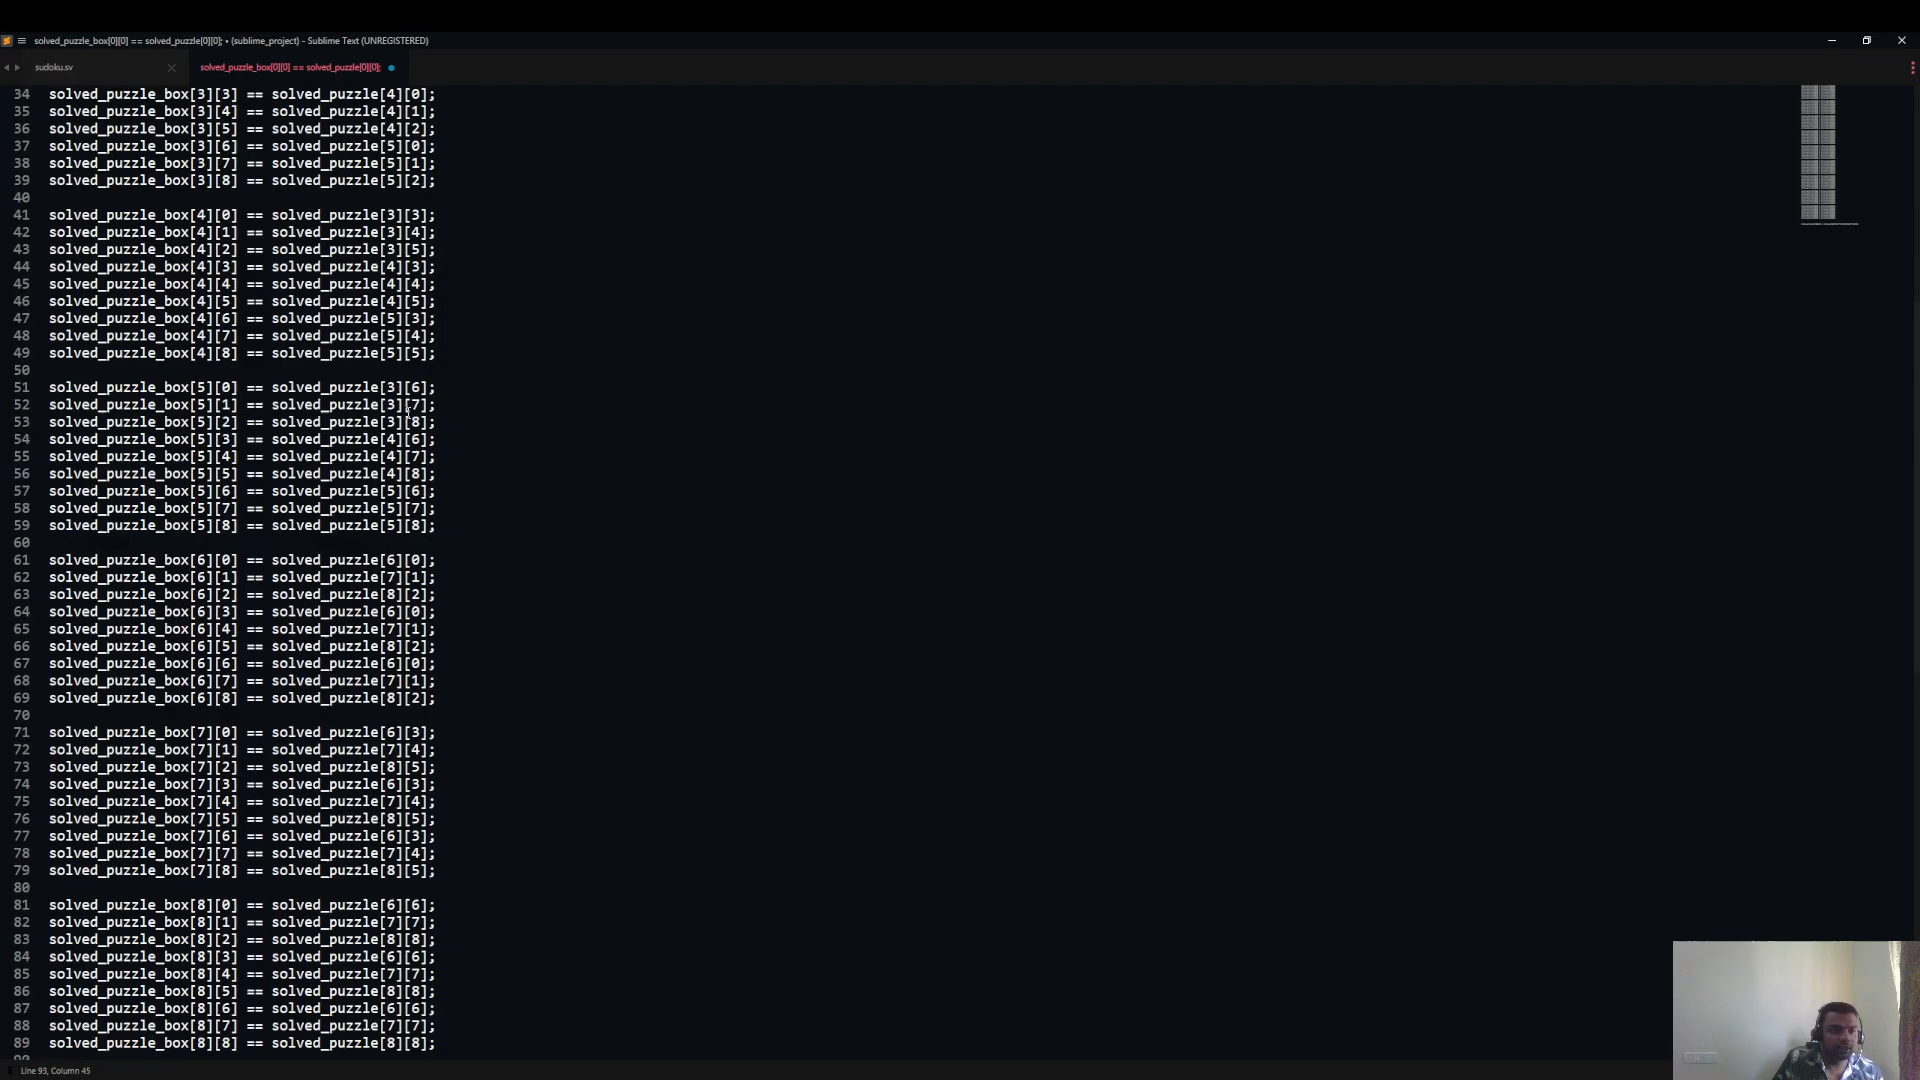 solved_puzzle_box[0][0] == solved_puzzle[0][0]; • (sublime_project) - Sublime Text (UNREGISTERED)
sudoku.sv
solved_puzzle_box[0][0] == solved_puzzle[0][0];
34 solved_puzzle_box[3][3] == solved_puzzle[4][0];
35 solved_puzzle_box[3][4] == solved_puzzle[4][1];
36 solved_puzzle_box[3][5] == solved_puzzle[4][2];
37 solved_puzzle_box[3][6] == solved_puzzle[5][0];
38 solved_puzzle_box[3][7] == solved_puzzle[5][1];
39 solved_puzzle_box[3][8] == solved_puzzle[5][2];
40
41 solved_puzzle_box[4][0] == solved_puzzle[3][3];
42 solved_puzzle_box[4][1] == solved_puzzle[3][4];
43 solved_puzzle_box[4][2] == solved_puzzle[3][5];
44 solved_puzzle_box[4][3] == solved_puzzle[4][3];
45 solved_puzzle_box[4][4] == solved_puzzle[4][4];
46 solved_puzzle_box[4][5] == solved_puzzle[4][5];
47 solved_puzzle_box[4][6] == solved_puzzle[5][3];
48 solved_puzzle_box[4][7] == solved_puzzle[5][4];
49 solved_puzzle_box[4][8] == solved_puzzle[5][5];
50
51 solved_puzzle_box[5][0] == solved_puzzle[3][6];
52 solved_puzzle_box[5][1] == solved_puzzle[3][7];
53 solved_puzzle_box[5][2] == solved_puzzle[3][8];
54 solved_puzzle_box[5][3] == solved_puzzle[4][6];
55 solved_puzzle_box[5][4] == solved_puzzle[4][7];
56 solved_puzzle_box[5][5] == solved_puzzle[4][8];
57 solved_puzzle_box[5][6] == solved_puzzle[5][6];
58 solved_puzzle_box[5][7] == solved_puzzle[5][7];
59 solved_puzzle_box[5][8] == solved_puzzle[5][8];
60
61 solved_puzzle_box[6][0] == solved_puzzle[6][0];
62 solved_puzzle_box[6][1] == solved_puzzle[7][1];
63 solved_puzzle_box[6][2] == solved_puzzle[8][2];
64 solved_puzzle_box[6][3] == solved_puzzle[6][0];
65 solved_puzzle_box[6][4] == solved_puzzle[7][1];
66 solved_puzzle_box[6][5] == solved_puzzle[8][2];
67 solved_puzzle_box[6][6] == solved_puzzle[6][0];
68 solved_puzzle_box[6][7] == solved_puzzle[7][1];
69 solved_puzzle_box[6][8] == solved_puzzle[8][2];
70
71 solved_puzzle_box[7][0] == solved_puzzle[6][3];
72 solved_puzzle_box[7][1] == solved_puzzle[7][4];
73 solved_puzzle_box[7][2] == solved_puzzle[8][5];
74 solved_puzzle_box[7][3] == solved_puzzle[6][3];
75 solved_puzzle_box[7][4] == solved_puzzle[7][4];
76 solved_puzzle_box[7][5] == solved_puzzle[8][5];
77 solved_puzzle_box[7][6] == solved_puzzle[6][3];
78 solved_puzzle_box[7][7] == solved_puzzle[7][4];
79 solved_puzzle_box[7][8] == solved_puzzle[8][5];
80
81 solved_puzzle_box[8][0] == solved_puzzle[6][6];
82 solved_puzzle_box[8][1] == solved_puzzle[7][7];
83 solved_puzzle_box[8][2] == solved_puzzle[8][8];
84 solved_puzzle_box[8][3] == solved_puzzle[6][6];
85 solved_puzzle_box[8][4] == solved_puzzle[7][7];
86 solved_puzzle_box[8][5] == solved_puzzle[8][8];
87 solved_puzzle_box[8][6] == solved_puzzle[6][6];
88 solved_puzzle_box[8][7] == solved_puzzle[7][7];
89 solved_puzzle_box[8][8] == solved_puzzle[8][8];
Line 93, Column 45